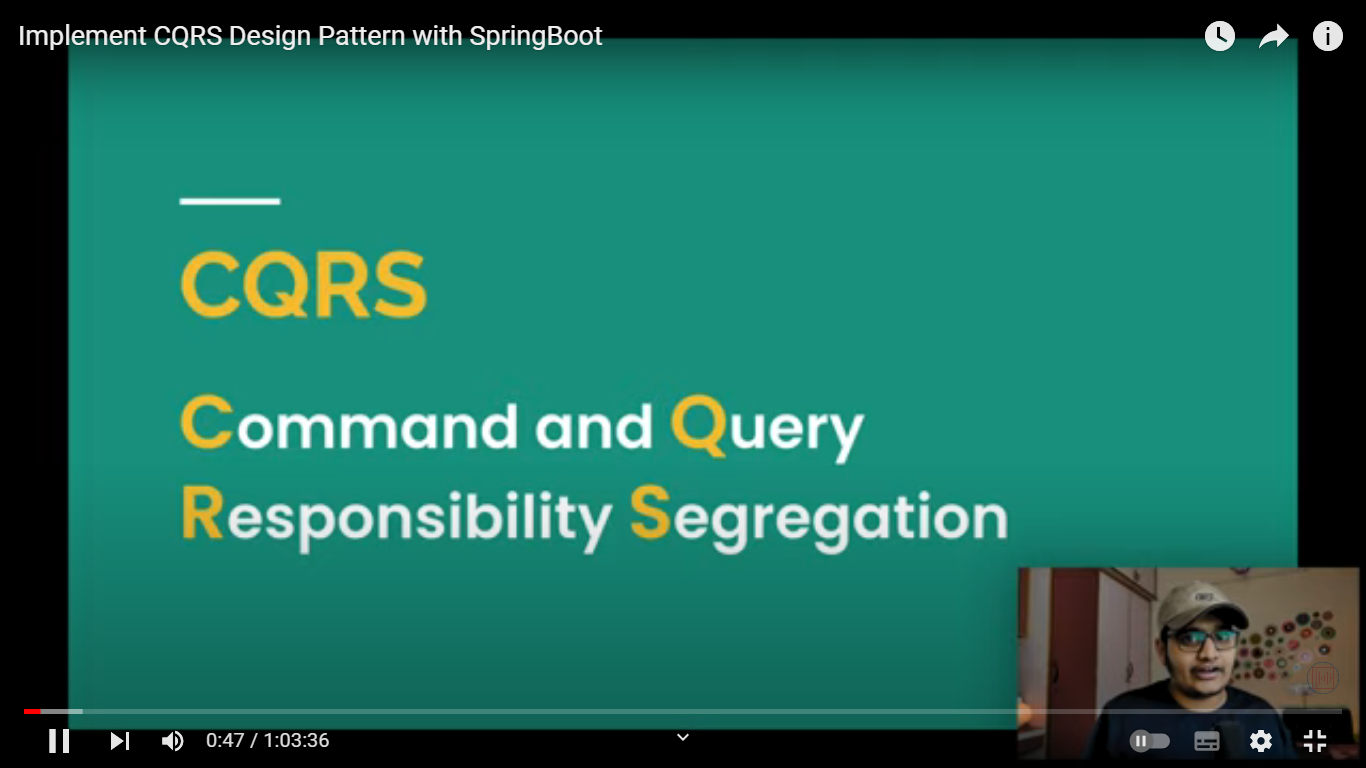 Implement CQRS Design Pattern with SpringBoot
CQRS
Command and Query
Responsibility Segregation
0:47 / 1:03:36